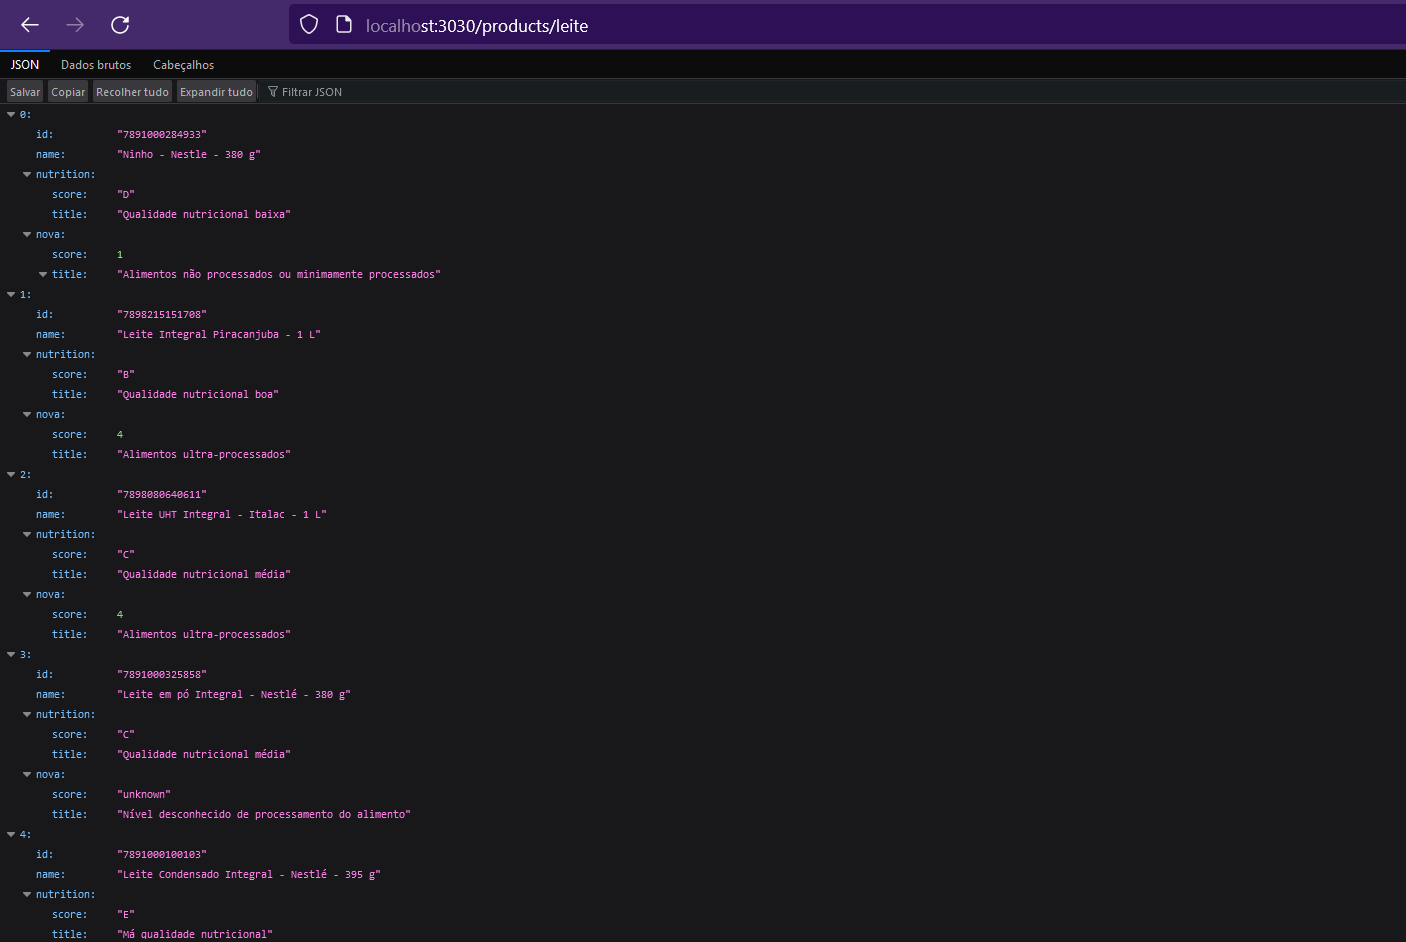 localhost:3030/products/leite
JSON Dados brutos Cabeçalhos
Salvar Copiar Recolher tudo Expandir tudo Filtrar JSON
0:
id: "7891000284933"
name: "Ninho - Nestle - 380 g"
nutrition:
score: "D"
title: "Qualidade nutricional baixa"
nova:
score: 1
title: "Alimentos não processados ou minimamente processados"
1:
id: "7898215151708"
name: "Leite Integral Piracanjuba - 1 L"
nutrition:
score: "B"
title: "Qualidade nutricional boa"
nova:
score: 4
title: "Alimentos ultra-processados"
2:
id: "7898080640611"
name: "Leite UHT Integral - Italac - 1 L"
nutrition:
score: "C"
title: "Qualidade nutricional média"
nova:
score: 4
title: "Alimentos ultra-processados"
3:
id: "7891000325858"
name: "Leite em pó Integral - Nestlé - 380 g"
nutrition:
score: "C"
title: "Qualidade nutricional média"
nova:
score: "unknown"
title: "Nível desconhecido de processamento do alimento"
4:
id: "7891000100103"
name: "Leite Condensado Integral - Nestlé - 395 g"
nutrition:
score: "E"
title: "Má qualidade nutricional"